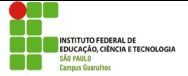 INSTITUTO FEDERAL DE
EDUCAÇÃO, CIÊNCIA E TECNOLOGIA
SÃO PAULO
Campus Guarulhos